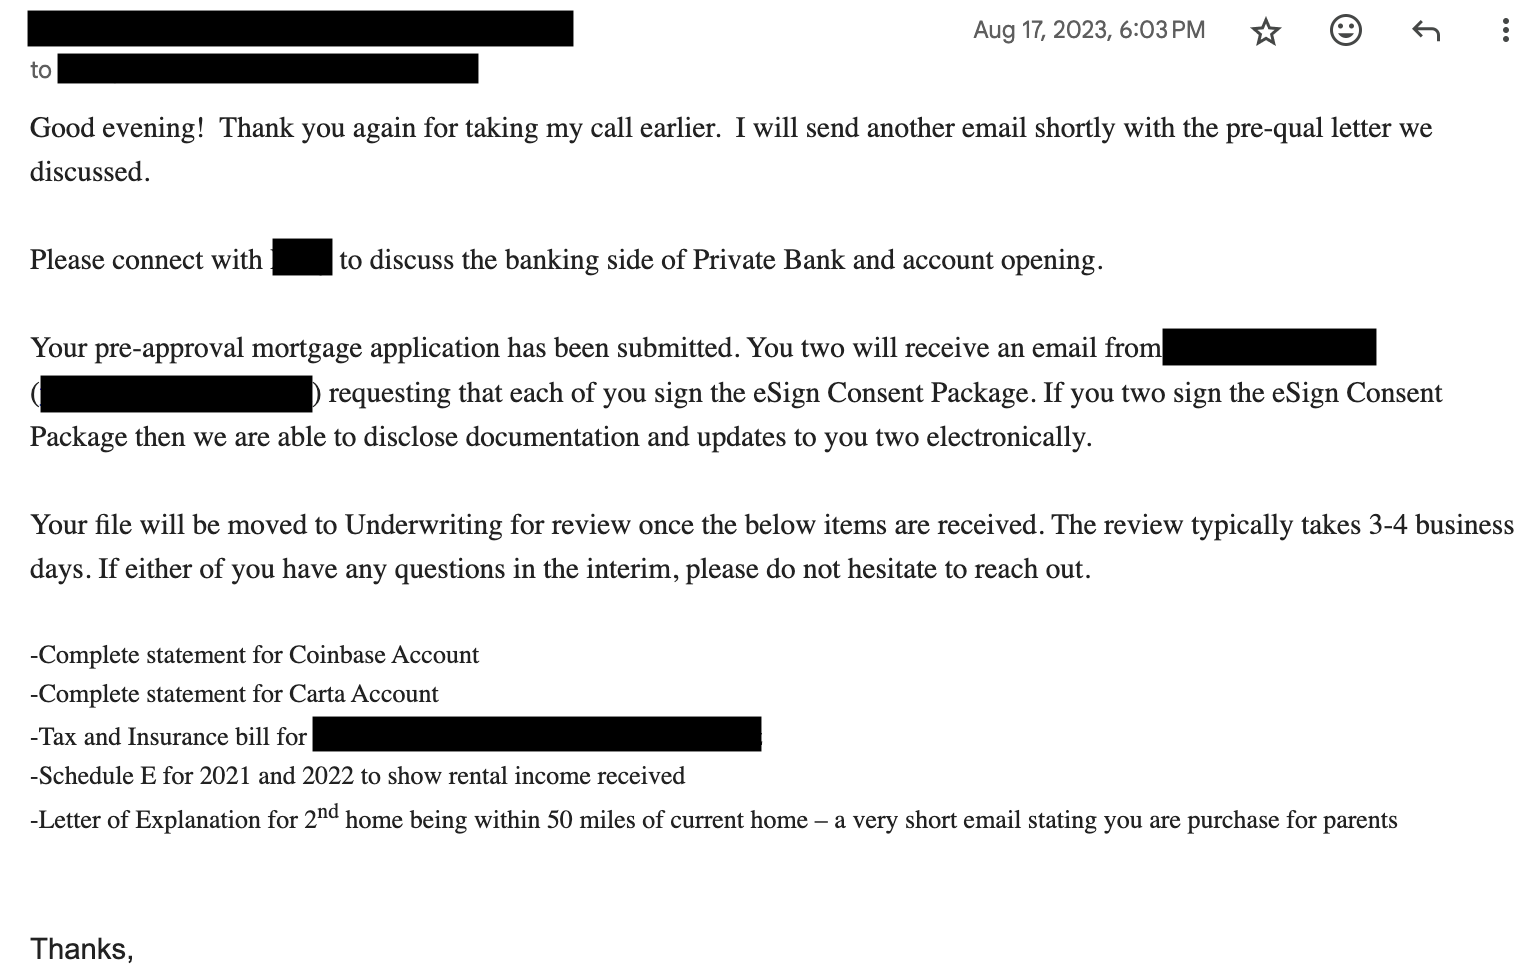 Aug 17, 2023, 6:03 PM
to
Good evening!  Thank you again for taking my call earlier.  I will send another email shortly with the pre-qual letter we
discussed.
Please connect with to discuss the banking side of Private Bank and account opening.
Your pre-approval mortgage application has been submitted. You two will receive an email from
( ) requesting that each of you sign the eSign Consent Package. If you two sign the eSign Consent
Package then we are able to disclose documentation and updates to you two electronically.
Your file will be moved to Underwriting for review once the below items are received. The review typically takes 3-4 business
days. If either of you have any questions in the interim, please do not hesitate to reach out.
-Complete statement for Coinbase Account
-Complete statement for Carta Account
-Tax and Insurance bill for
-Schedule E for 2021 and 2022 to show rental income received
-Letter of Explanation for 2nd home being within 50 miles of current home – a very short email stating you are purchase for parents
Thanks,